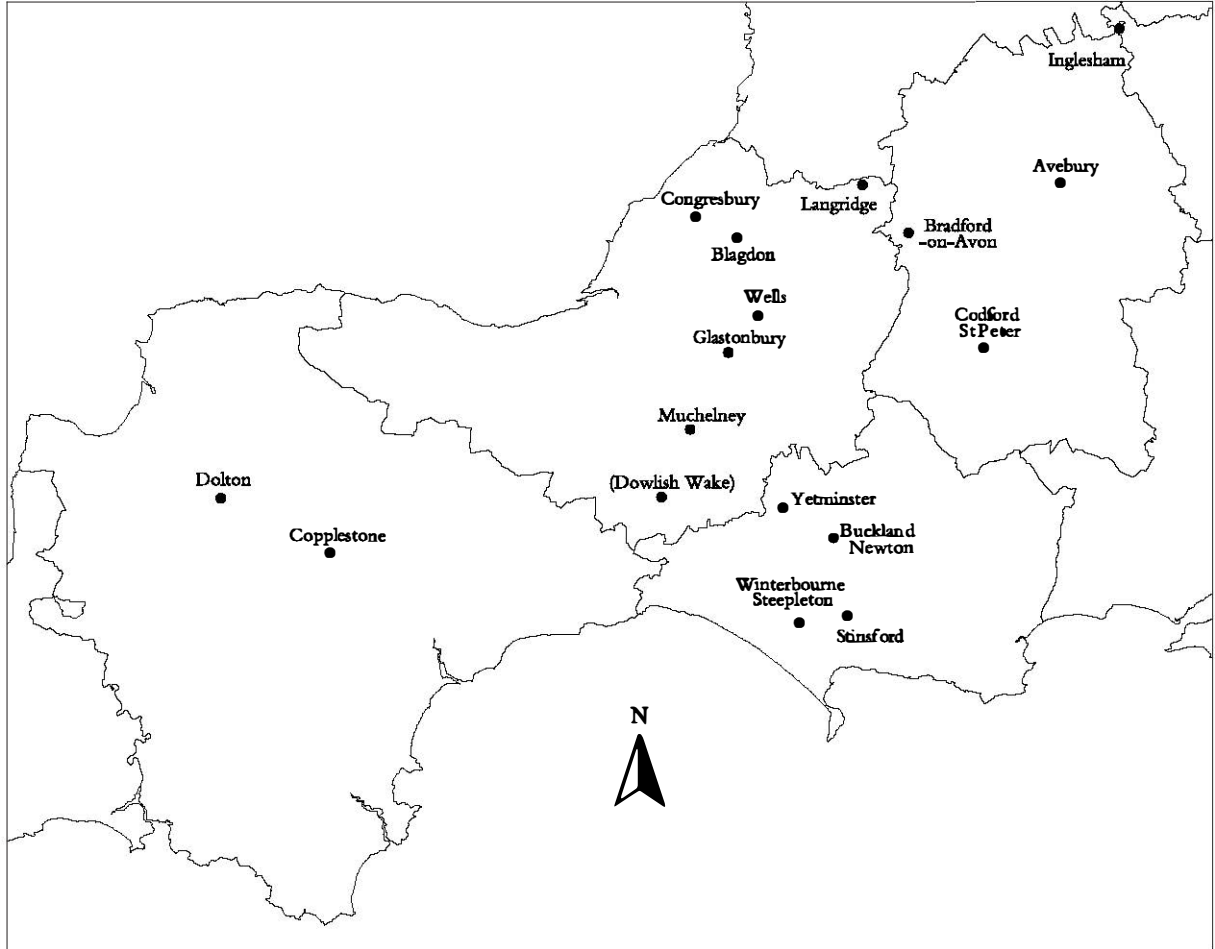 Inglesham
Avebury
Congresbury
Langridge
Bradford
-on-Avon
Blagdon
Wells
Codford
St Peter
Glastonbury
Muchelney
Dolton
(Dowlish Wake)
Yetminster
Copplestone
Buckland
Newton
Winterbourne
Steepleton
Stinsford
N